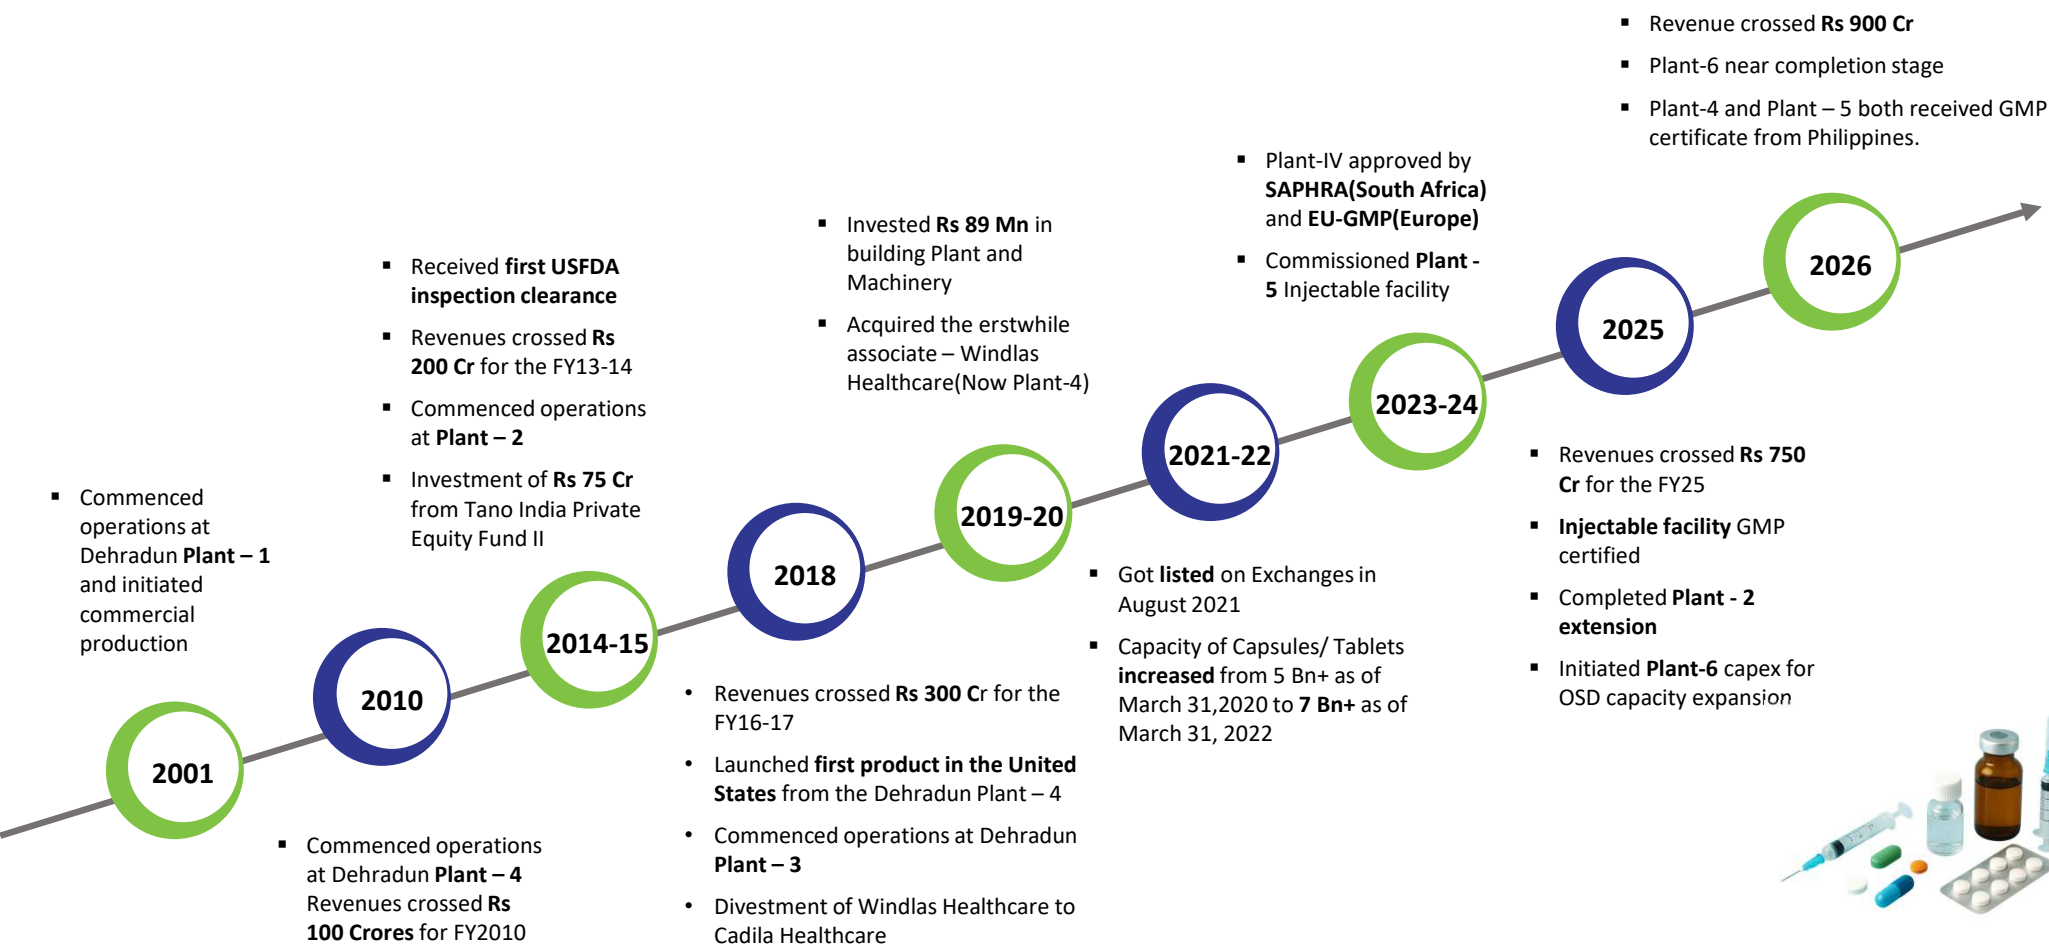 ▪ Commenced
operations at
Dehradun Plant – 1
and initiated
commercial
production
2001
2010
▪ Commenced operations
at Dehradun Plant – 4
Revenues crossed Rs
100 Crores for FY2010
▪ Received first USFDA
inspection clearance
▪ Revenues crossed Rs
200 Cr for the FY13-14
▪ Commenced operations
at Plant – 2
▪ Investment of Rs 75 Cr
from Tano India Private
Equity Fund II
2014-15
2018
• Revenues crossed Rs 300 Cr for the
FY16-17
• Launched first product in the United
States from the Dehradun Plant – 4
• Commenced operations at Dehradun
Plant – 3
• Divestment of Windlas Healthcare to
Cadila Healthcare
▪ Invested Rs 89 Mn in
building Plant and
Machinery
▪ Acquired the erstwhile
associate – Windlas
Healthcare(Now Plant-4)
2019-20
2021-22
▪ Got listed on Exchanges in
August 2021
▪ Capacity of Capsules/ Tablets
increased from 5 Bn+ as of
March 31,2020 to 7 Bn+ as of
March 31, 2022
▪ Plant-IV approved by
SAPHRA(South Africa)
and EU-GMP(Europe)
▪ Commissioned Plant -
5 Injectable facility
2023-24
2025
▪ Revenues crossed Rs 750
Cr for the FY25
▪ Injectable facility GMP
certified
▪ Completed Plant - 2
extension
▪ Initiated Plant-6 capex for
OSD capacity expansion
▪ Revenue crossed Rs 900 Cr
▪ Plant-6 near completion stage
▪ Plant-4 and Plant – 5 both received GMP
certificate from Philippines.
2026